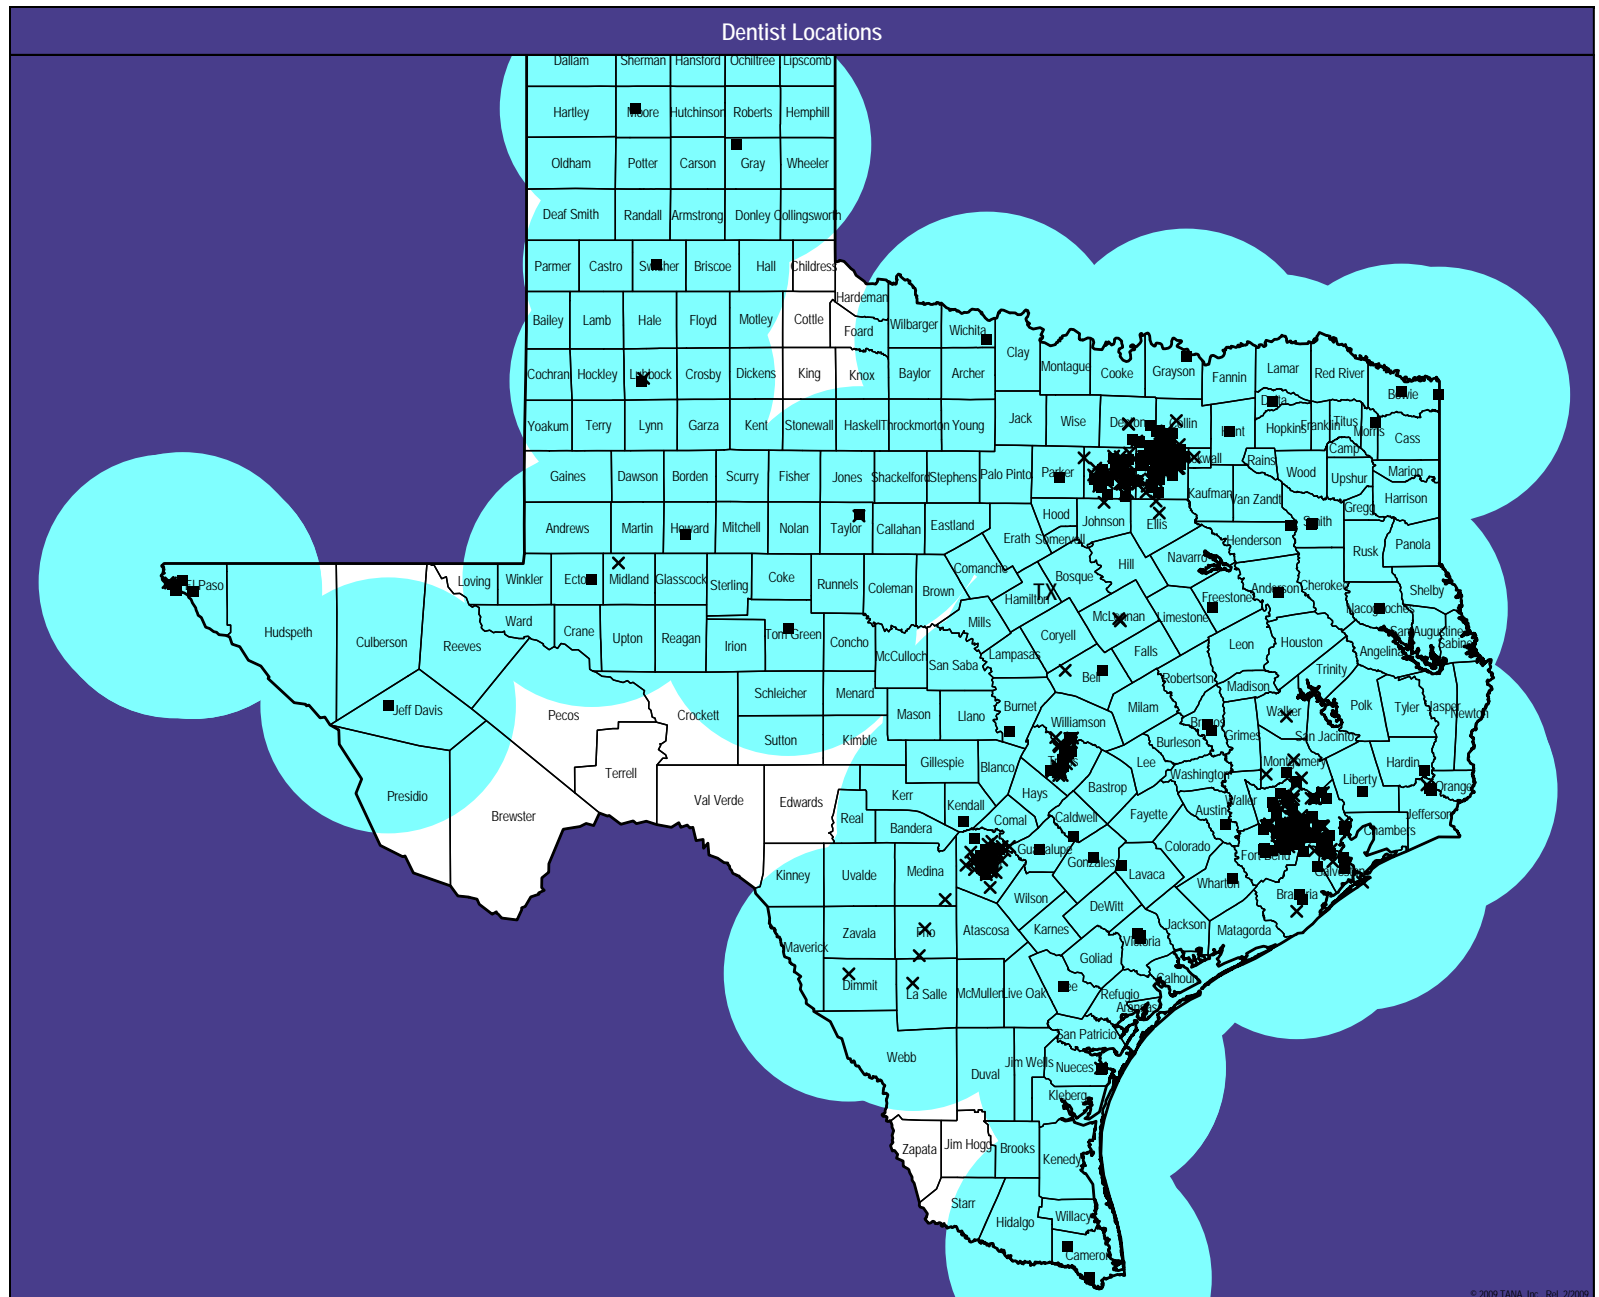 Dentist Locations
Dallam Sherman Hansford Ochiltree Lipscomb
Hartley Moore Hutchinson Roberts Hemphill
Oldham Potter Carson Gray Wheeler
Deaf Smith Randall Armstrong Donley Collingsworth
Parmer Castro Swisher Briscoe Hall Childress
Hardeman
Bailey Lamb Hale Floyd Motley Cottle Foard Wilbarger Wichita
Clay Montague Cooke Grayson Fannin Lamar Red River Bowie
Cochran Hockley Lubbock Crosby Dickens King Knox Baylor Archer
Delta Hopkins Franklin Titus Morris Cass
Yoakum Terry Lynn Garza Kent Stonewall Haskell Throckmorton Young Jack Wise Denton Collin Hunt
Camp Rains Wood Upshur Marion Harrison
Gaines Dawson Borden Scurry Fisher Jones Shackelford Stephens Palo Pinto Parker
Kaufman Van Zandt Gregg
Andrews Martin Howard Mitchell Nolan Taylor Callahan Eastland Hood Johnson Ellis Smith
Erath Somervell Henderson Rusk Panola
El Paso Loving Winkler Ector Midland Glasscock Sterling Coke Runnels Coleman Brown Comanche Bosque Hill Navarro
TX
Hamilton Freestone Anderson Cherokee Shelby
Nacogdoches
Hudspeth Culberson Reeves Ward Crane Upton Reagan Irion Tom Green Concho McCulloch San Saba Mills Lampasas Coryell McLennan Limestone
Falls Leon Houston Angelina San Augustine Sabine
Jeff Davis Pecos Crockett Schleicher Menard Mason Llano Burnet Bell Milam Robertson Madison Trinity
Walker Polk Tyler Jasper Newton
Sutton Kimble Williamson Brazos Grimes San Jacinto
Terrell Gillespie Blanco Travis Lee Burleson Washington Montgomery Liberty Hardin Orange
Presidio Brewster Val Verde Edwards Real Kerr Kendall Hays Bastrop Austin Waller
Bandera Comal Caldwell Fayette Jefferson
Chambers
Kinney Uvalde Medina Guadalupe Gonzales Lavaca Colorado Fort Bend Galveston
Wilson Wharton Brazoria
Maverick Zavala Frio Atascosa Karnes DeWitt Victoria Jackson Matagorda
Goliad
Dimmit La Salle McMullen Live Oak Bee Refugio Calhoun
Aransas
San Patricio
Webb Duval Jim Wells Nueces
Kleberg
Zapata Jim Hogg Brooks Kenedy
Starr Hidalgo Willacy
Cameron
© 2009 TANA, Inc., Rel. 2/2009